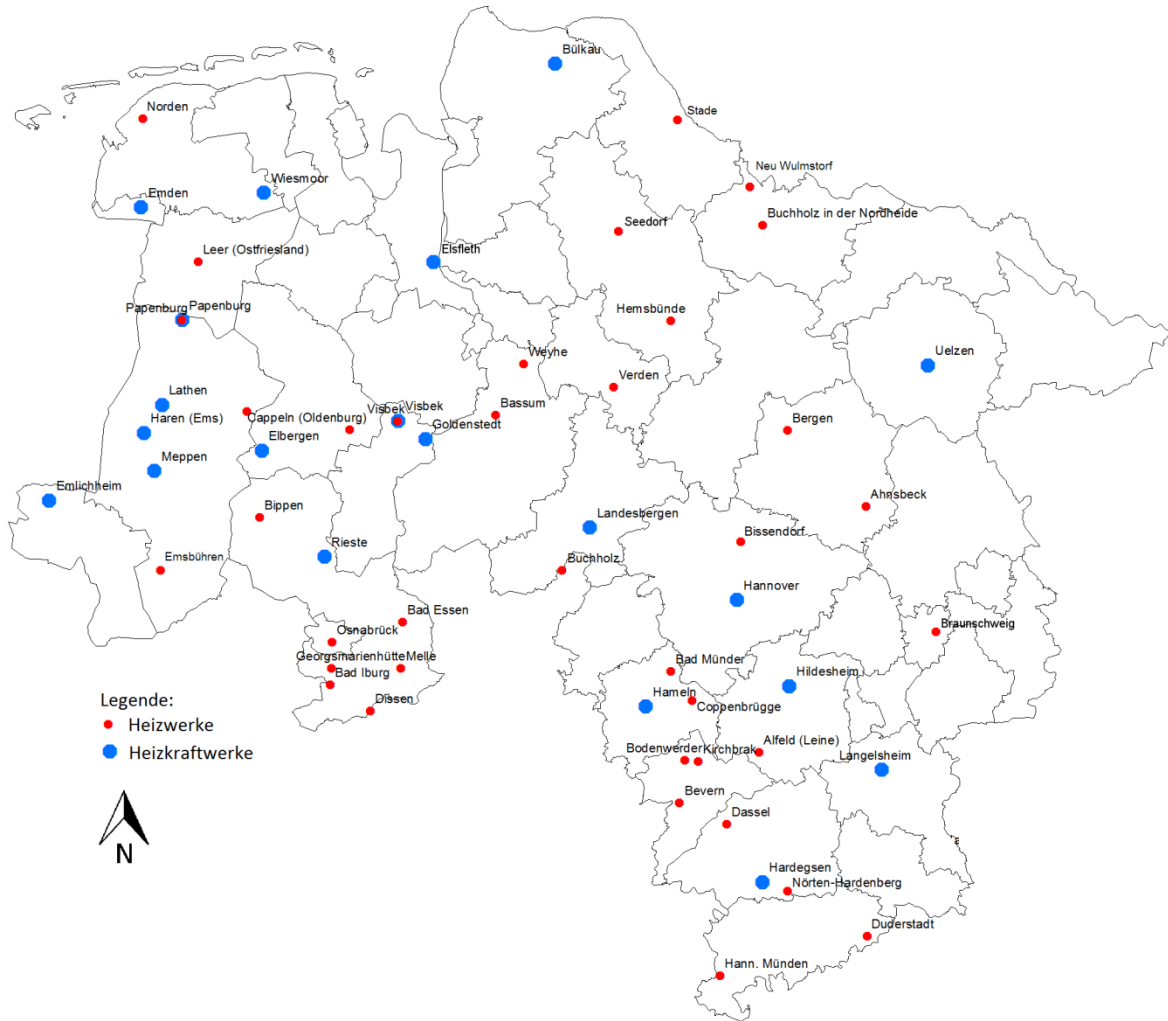 Bülkau
Norden
Stade
Neu Wulmstorf
Wiesmoor
Emden
Buchholz in der Nordheide
Seedorf
Leer (Ostfriesland)
Elsfleth
Papenburg
Papenburg
Hemsbünde
Weyhe
Uelzen
Verden
Lathen
Visbek
Visbek
Bassum
Cappeln (Oldenburg)
Haren (Ems)
Goldenstedt
Bergen
Elbergen
Meppen
Emlichheim
Ahnsbeck
Bippen
Landesbergen
Bissendorf
Rieste
Emsbühren
Buchholz
Hannover
Bad Essen
Osnabrück
Braunschweig
Georgsmarienhütte
Melle
Bad Iburg
Bad Münder
Hildesheim
Hameln
Dissen
Coppenbrügge
Legende:
Heizwerke
Heizkraftwerke
Alfeld (Leine)
Bodenwerder
Kirchbrak
Langelsheim
Bevern
Dassel
N
Hardegsen
Nörten-Hardenberg
Duderstadt
Hann. Münden